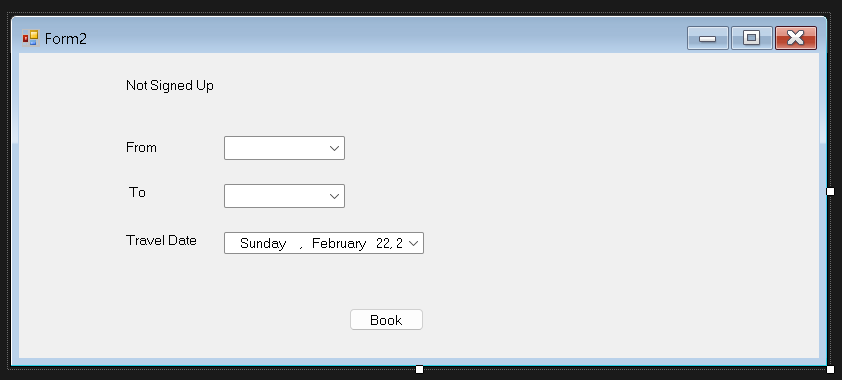 Form2
Not Signed Up
From
To
Travel Date Sunday , February 22, 2
Book